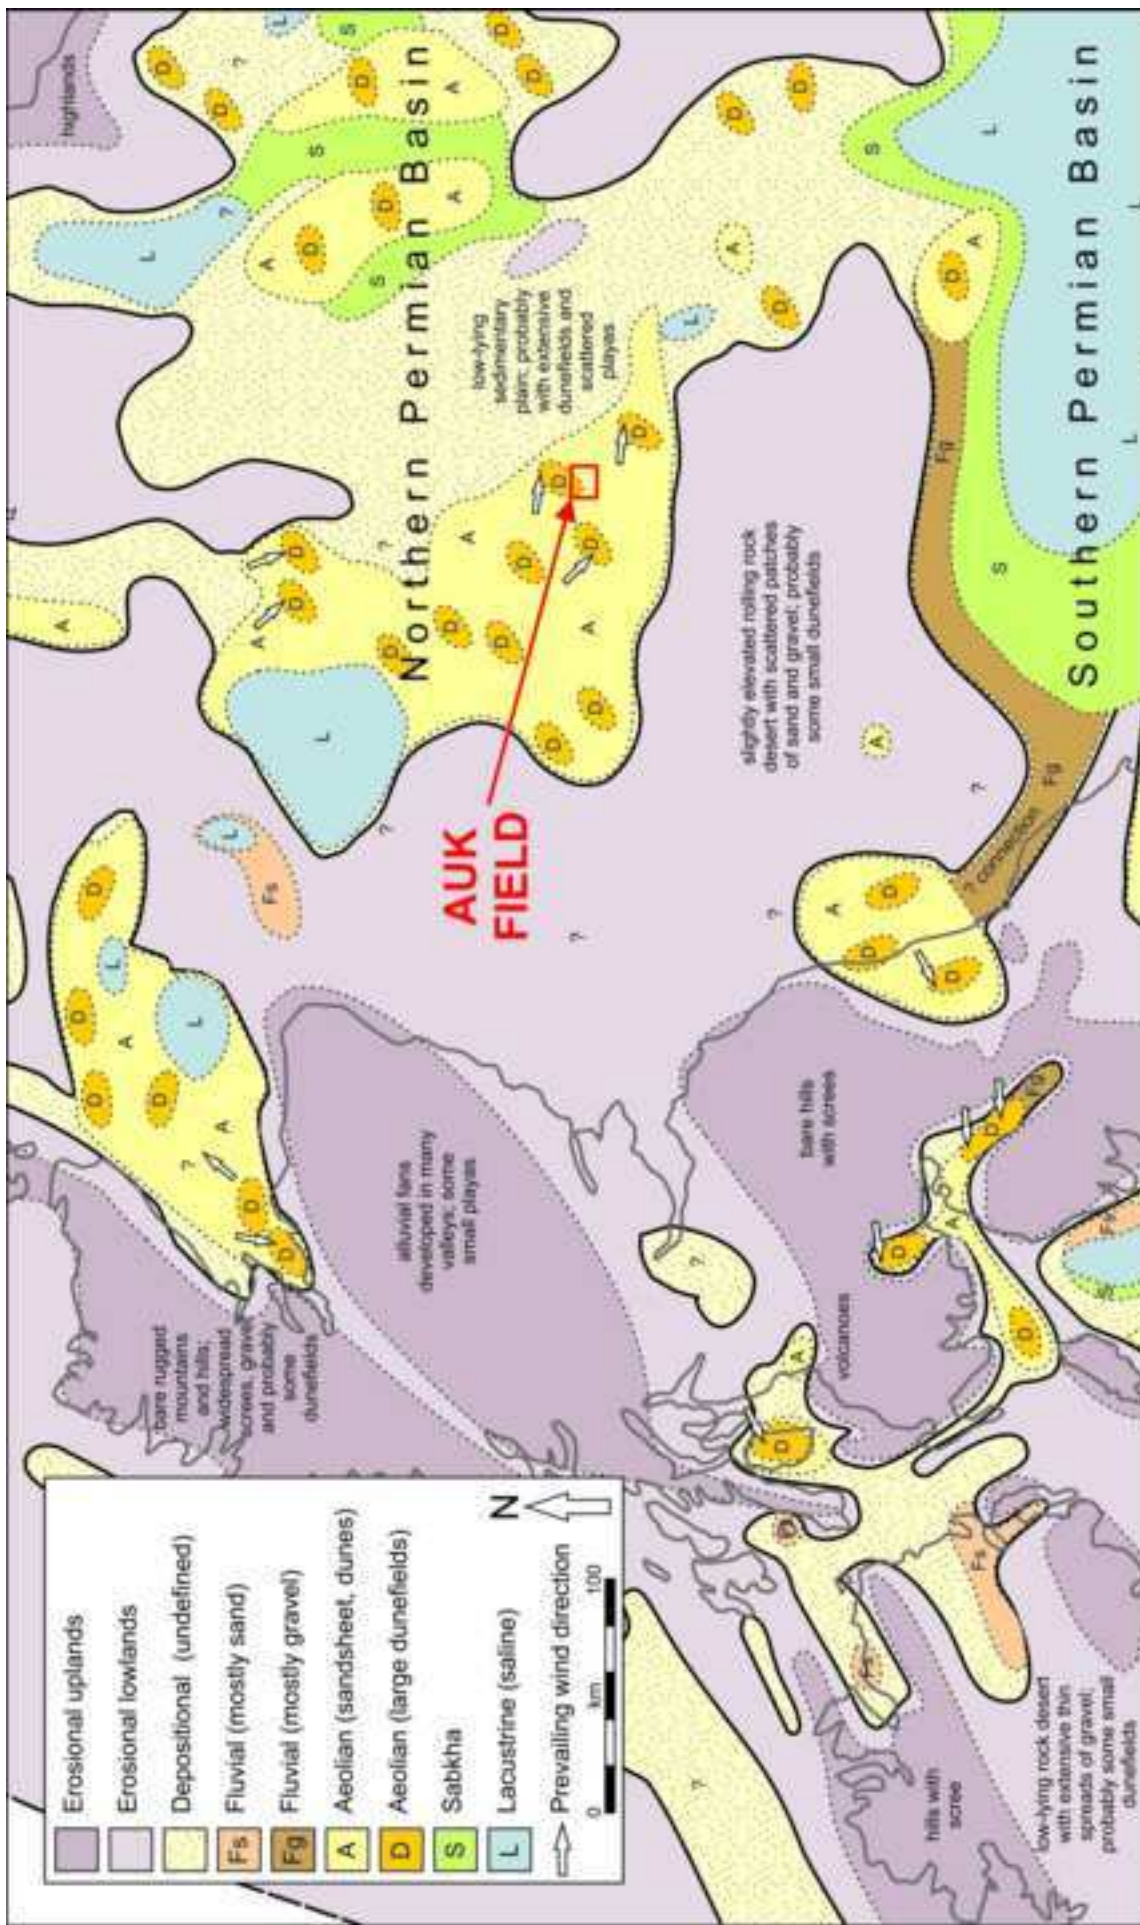 Erosional uplands
Erosional lowlands
Depositional (undefined)
Fs Fluvial (mostly sand)
Fg Fluvial (mostly gravel)
A Aeolian (sandsheet, dunes)
D Aeolian (large dunefields)
S Sabkha
L Lacustrine (saline)
Prevailing wind direction
0 km 100
N
bare rugged
mountains
and hills;
widespread
screes, gravel
and probably
some
dunefields
alluvial fans
developed in many
valleys; some
small playas
highlands
Northern Permian Basin
low-lying
sedimentary
plain: probably
with extensive
dunefields and
scattered
playas
AUK
FIELD
slightly elevated rolling rock
desert with scattered patches
of sand and gravel; probably
some small dunefields
bare hills
with screes
volcanoes
? connection
hills with
scree
low-lying rock desert
with extensive thin
spreads of gravel;
probably some small
dunefields
Southern Permian Basin
A
D
L
S
Fs
Fg
?